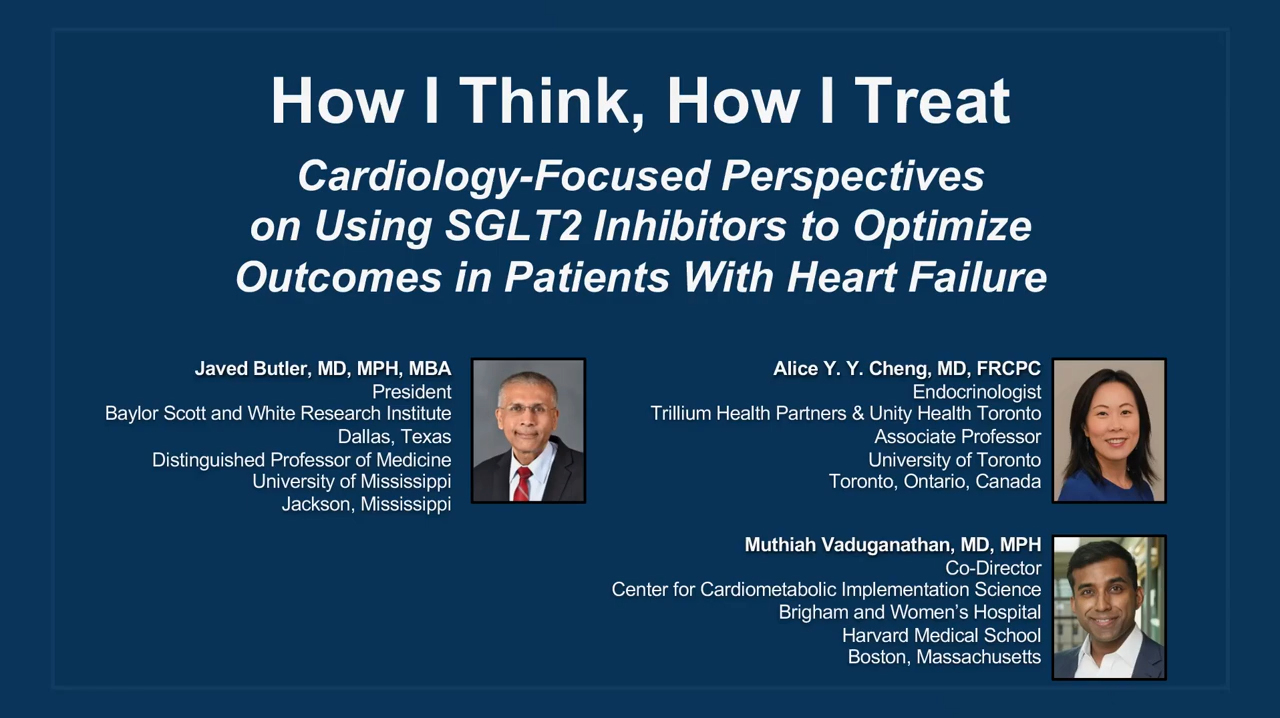 How I Think, How I Treat
Cardiology-Focused Perspectives
on Using SGLT2 Inhibitors to Optimize
Outcomes in Patients With Heart Failure
Javed Butler, MD, MPH, MBA
President
Baylor Scott and White Research Institute
Dallas, Texas
Distinguished Professor of Medicine
University of Mississippi
Jackson, Mississippi
Alice Y. Y. Cheng, MD, FRCPC
Endocrinologist
Trillium Health Partners & Unity Health Toronto
Associate Professor
University of Toronto
Toronto, Ontario, Canada
Muthiah Vaduganathan, MD, MPH
Co-Director
Center for Cardiometabolic Implementation Science
Brigham and Women’s Hospital
Harvard Medical School
Boston, Massachusetts